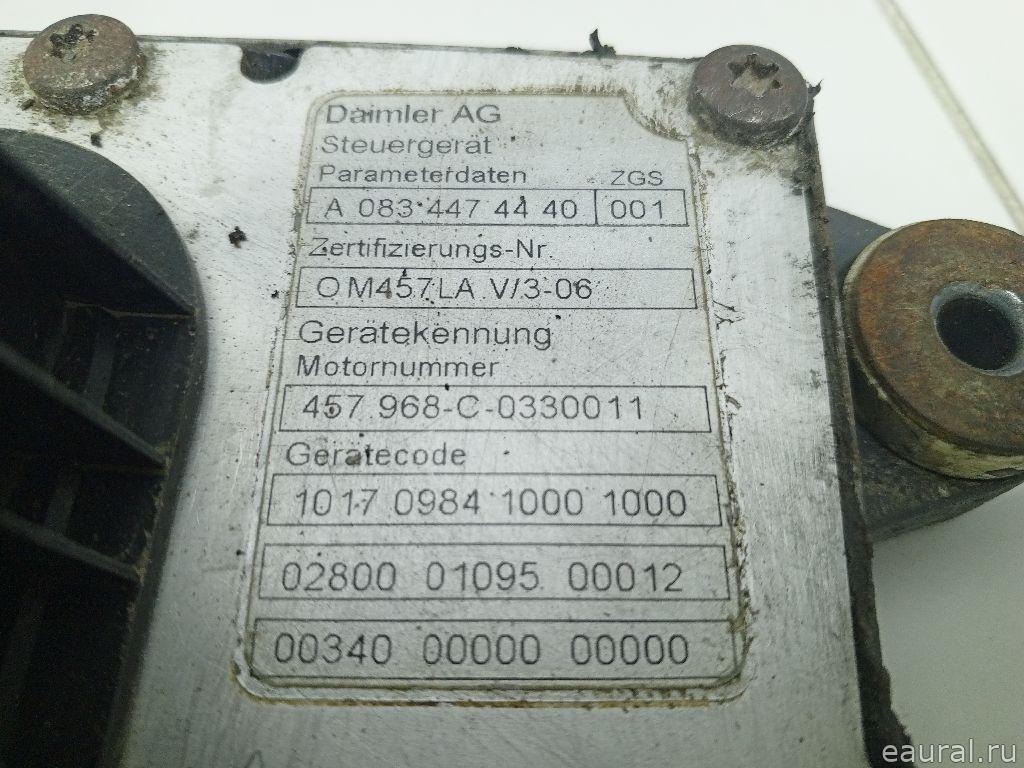 Daimler AG
Steuergerät
Parameterdaten ZGS
A 083 447 44 40 001
Zertifizierungs-Nr.
OM457LA V/3-06
Gerätekennung
Motornummer
457 968-C-0330011
Gerätecode
1017 0984 1000 1000
02800 01095 00012
00340 00000 00000
eaural.ru